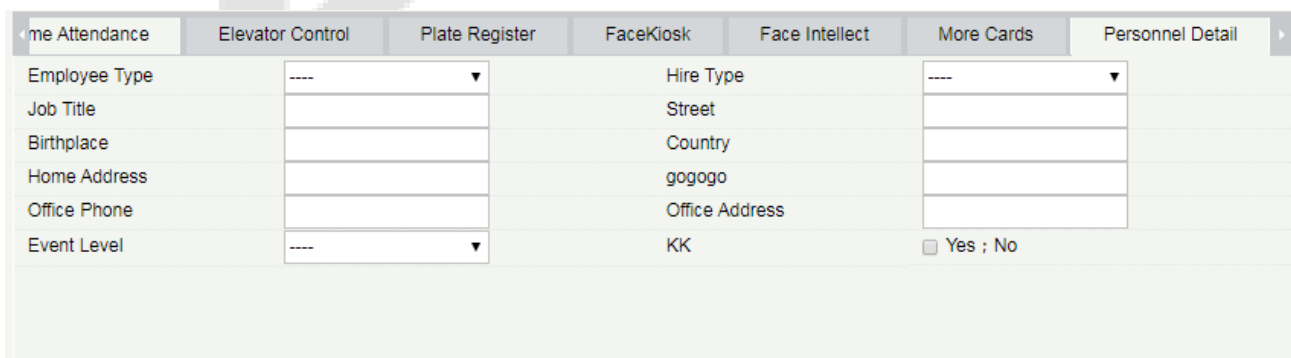 me Attendance Elevator Control Plate Register FaceKiosk Face Intellect More Cards Personnel Detail
Employee Type ---- Hire Type ----
Job Title Street
Birthplace Country
Home Address gogogo
Office Phone Office Address
Event Level ---- KK Yes ; No